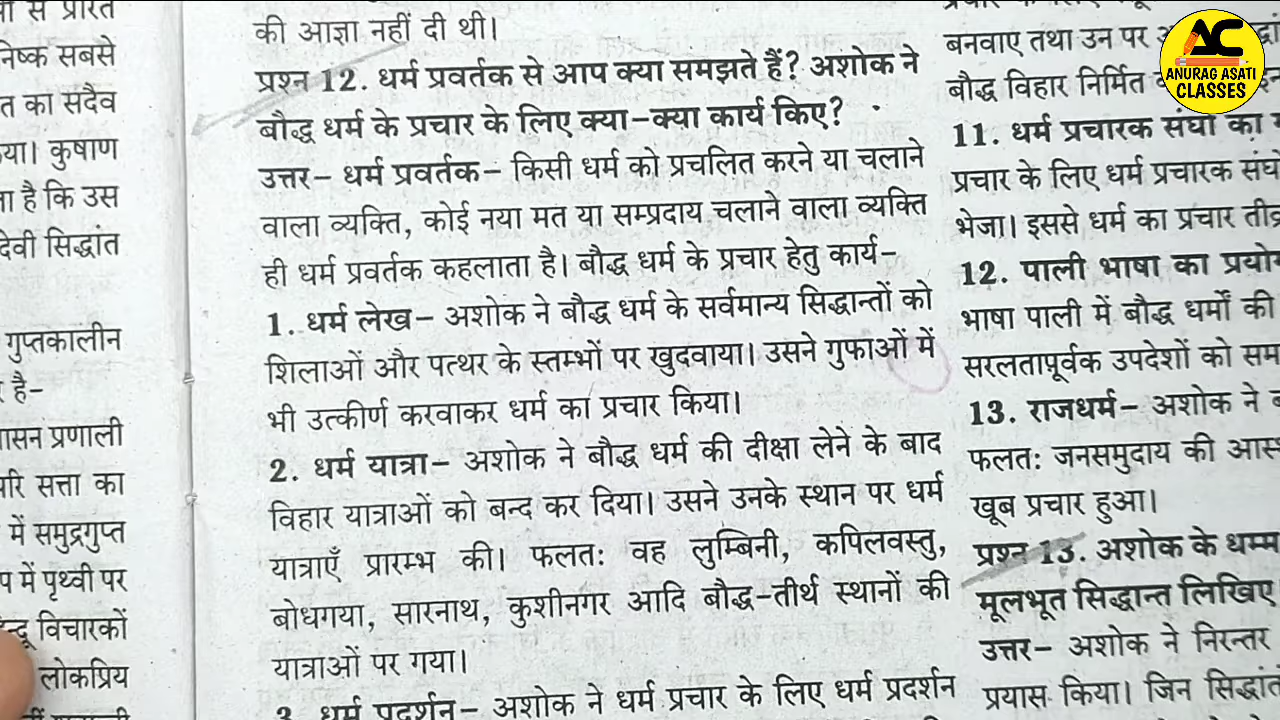 से प्रेरित
निष्क सबसे
त का सदैव
या। कुषाण
ता है कि उस
देवी सिद्धांत
गुप्तकालीन
है-
ासन प्रणाली
परि सत्ता का
में समुद्रगुप्त
प में पृथ्वी पर
न्दू विचारकों
लोकप्रिय
की आज्ञा नहीं दी थी।
प्रश्न 12. धर्म प्रवर्तक से आप क्या समझते हैं? अशोक ने
बौद्ध धर्म के प्रचार के लिए क्या-क्या कार्य किए?
उत्तर- धर्म प्रवर्तक- किसी धर्म को प्रचलित करने या चलाने
वाला व्यक्ति, कोई नया मत या सम्प्रदाय चलाने वाला व्यक्ति
ही धर्म प्रवर्तक कहलाता है। बौद्ध धर्म के प्रचार हेतु कार्य-
1. धर्म लेख- अशोक ने बौद्ध धर्म के सर्वमान्य सिद्धान्तों को
शिलाओं और पत्थर के स्तम्भों पर खुदवाया। उसने गुफाओं में
भी उत्कीर्ण करवाकर धर्म का प्रचार किया।
2. धर्म यात्रा- अशोक ने बौद्ध धर्म की दीक्षा लेने के बाद
विहार यात्राओं को बन्द कर दिया। उसने उनके स्थान पर धर्म
यात्राएँ प्रारम्भ की। फलतः वह लुम्बिनी, कपिलवस्तु,
बोधगया, सारनाथ, कुशीनगर आदि बौद्ध-तीर्थ स्थानों की
यात्राओं पर गया।
3. धर्म प्रदर्शन- अशोक ने धर्म प्रचार के लिए धर्म प्रदर्शन
बनवाए तथा उन पर
बौद्ध विहार निर्मित
11. धर्म प्रचारक संघों का
प्रचार के लिए धर्म प्रचारक संघों
भेजा। इससे धर्म का प्रचार तीव्र
12. पाली भाषा का प्रयोग
भाषा पाली में बौद्ध धर्मों की
सरलतापूर्वक उपदेशों को सम
13. राजधर्म- अशोक ने
फलतः जनसमुदाय की आस्
खूब प्रचार हुआ।
प्रश्न 13. अशोक के धम्म
मूलभूत सिद्धान्त लिखिए
उत्तर- अशोक ने निरन्तर
प्रयास किया। जिन सिद्धांत
AC
ANURAG ASATI
CLASSES